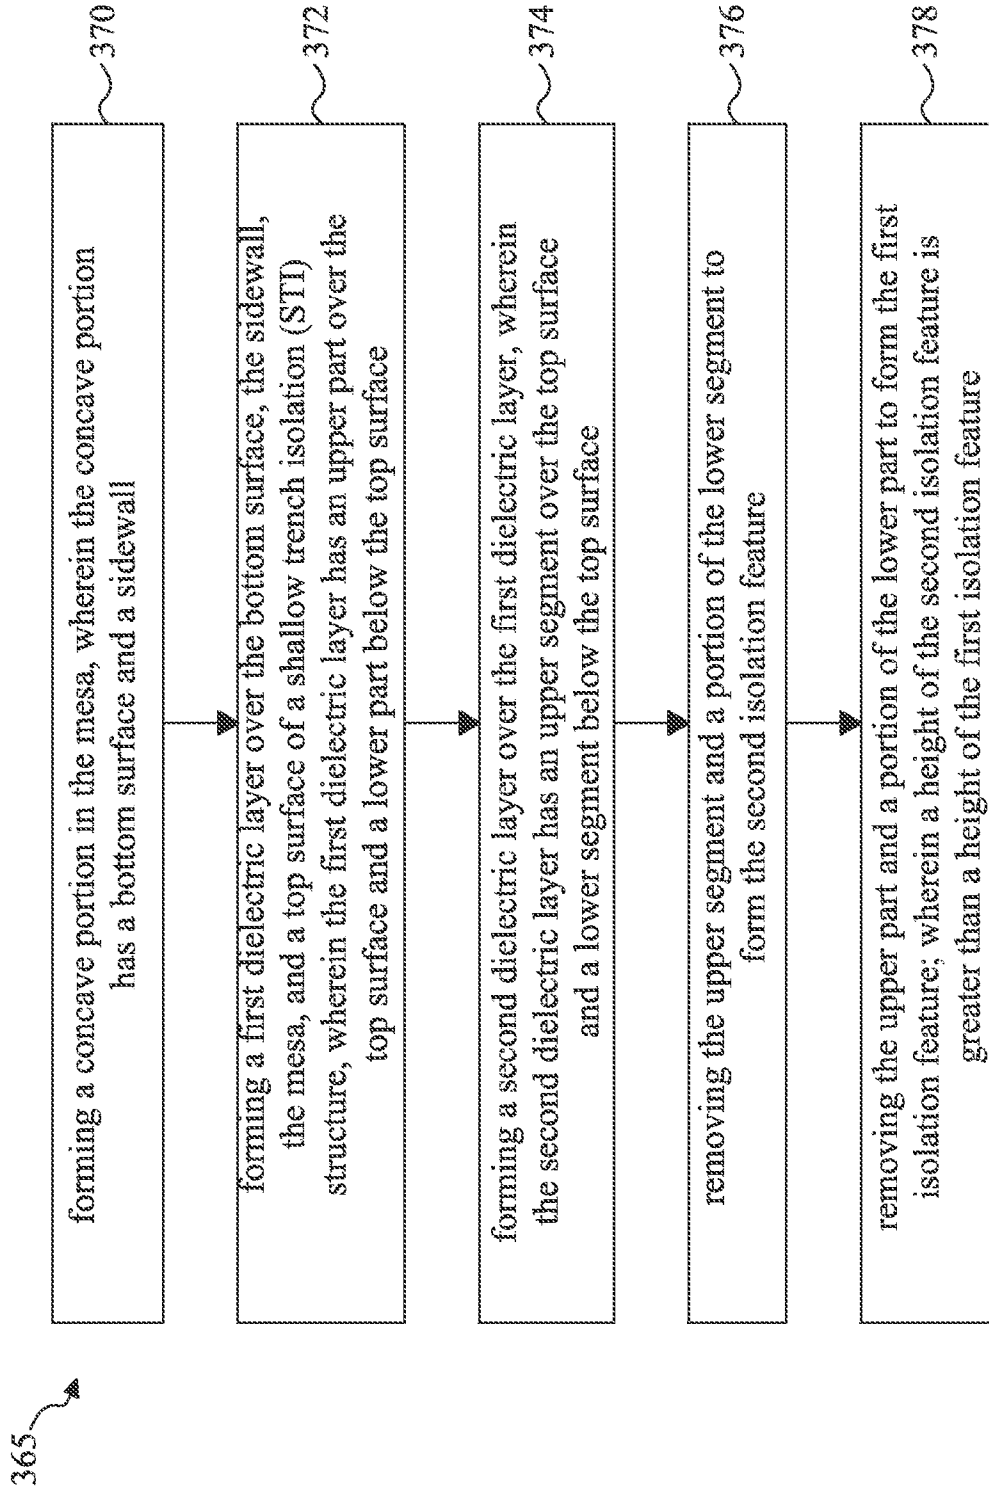 365
370
forming a concave portion in the mesa, wherein the concave portion
has a bottom surface and a sidewall
372
forming a first dielectric layer over the bottom surface, the sidewall,
the mesa, and a top surface of a shallow trench isolation (STI)
structure, wherein the first dielectric layer has an upper part over the
top surface and a lower part below the top surface
374
forming a second dielectric layer over the first dielectric layer, wherein
the second dielectric layer has an upper segment over the top surface
and a lower segment below the top surface
376
removing the upper segment and a portion of the lower segment to
form the second isolation feature
378
removing the upper part and a portion of the lower part to form the first
isolation feature; wherein a height of the second isolation feature is
greater than a height of the first isolation feature